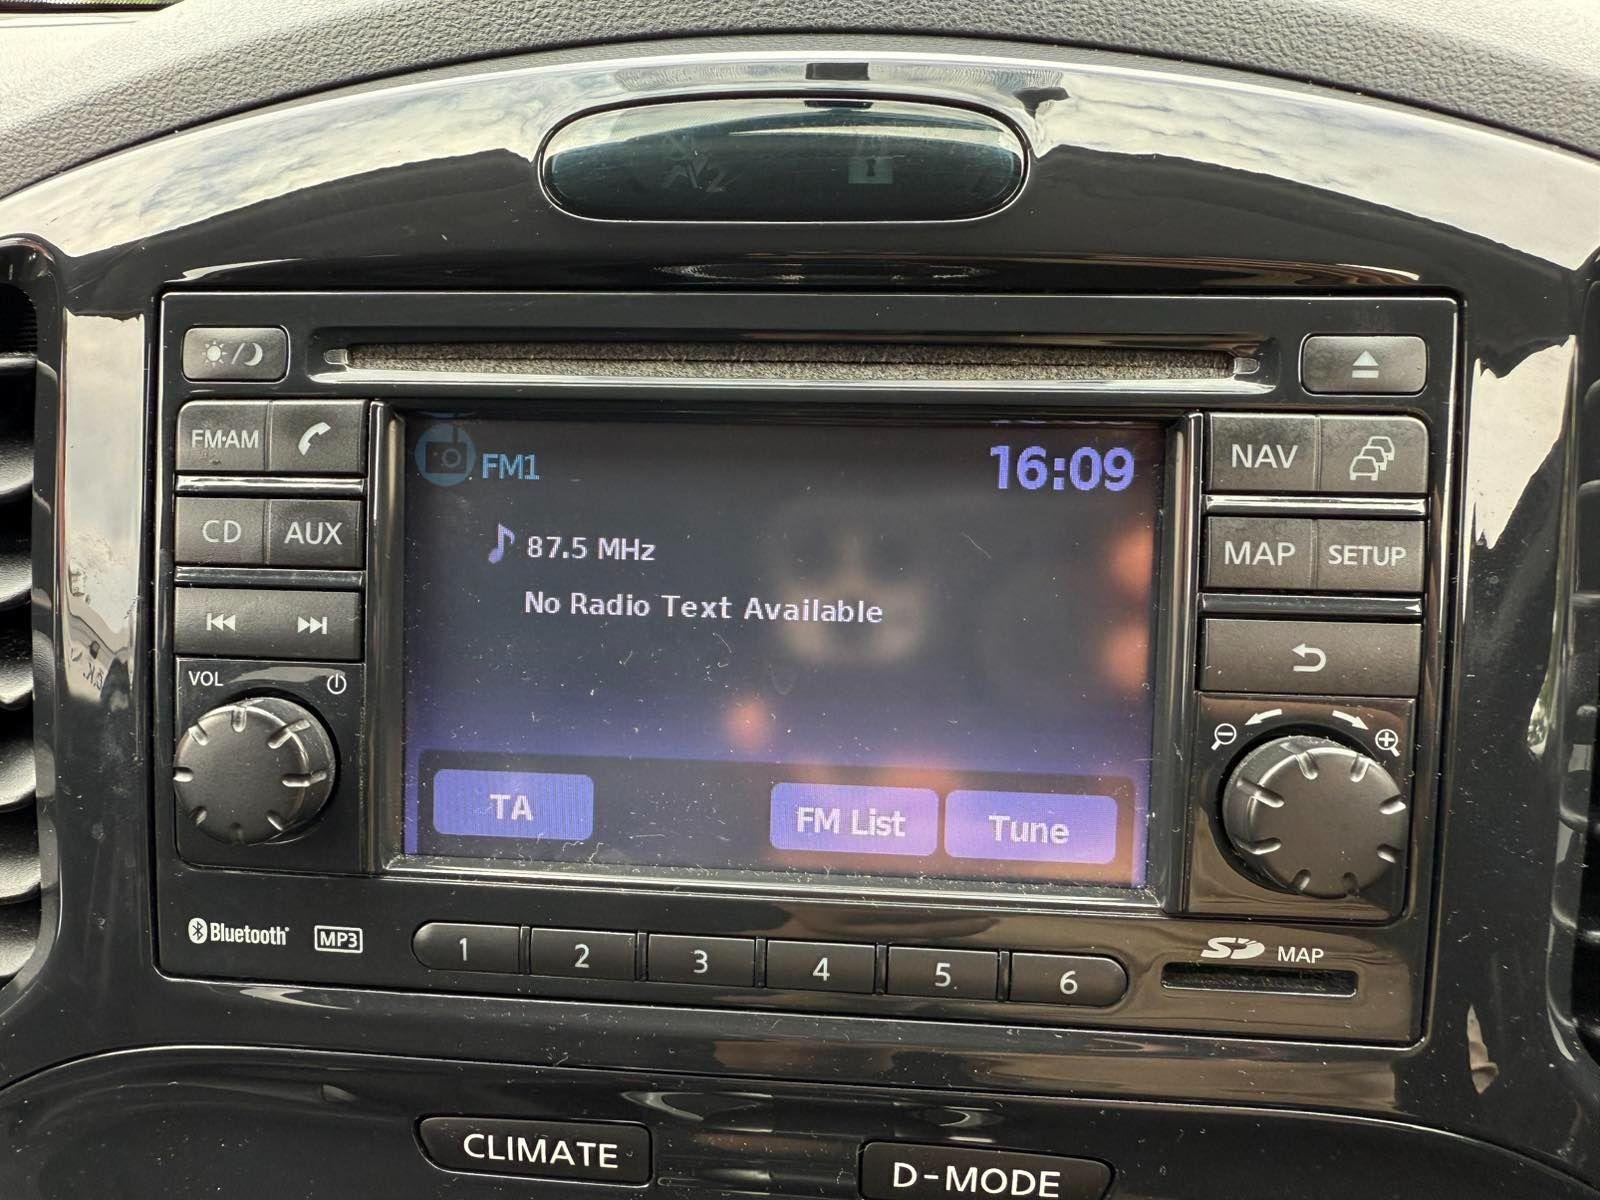 FM·AM
CD
AUX
VOL
FM1
16:09
87.5 MHz
No Radio Text Available
TA
FM List
Tune
NAV
MAP
SETUP
Bluetooth
MP3
1
2
3
4
5
6
SD
MAP
CLIMATE
D-MODE